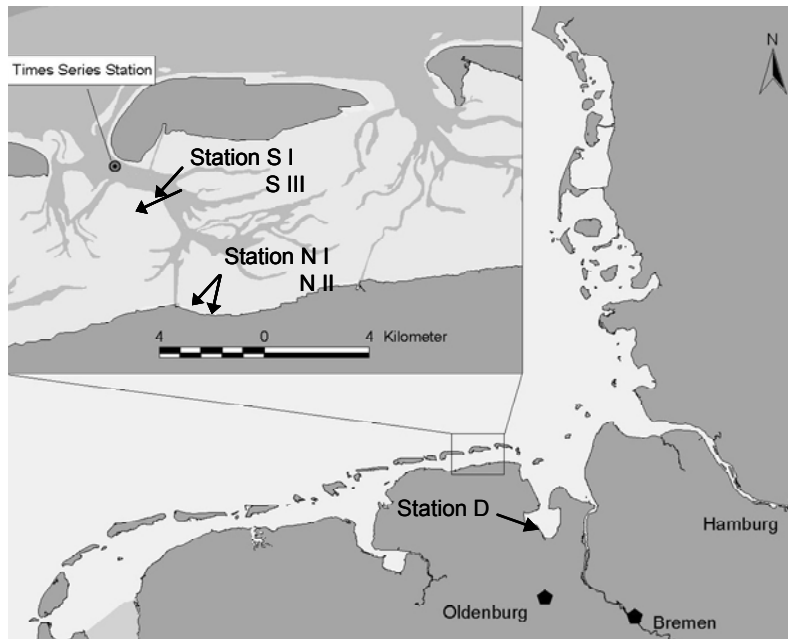 N
Times Series Station
Station S I
S III
Station N I
N II
4 0 4 Kilometer
Station D
Hamburg
Oldenburg
Bremen